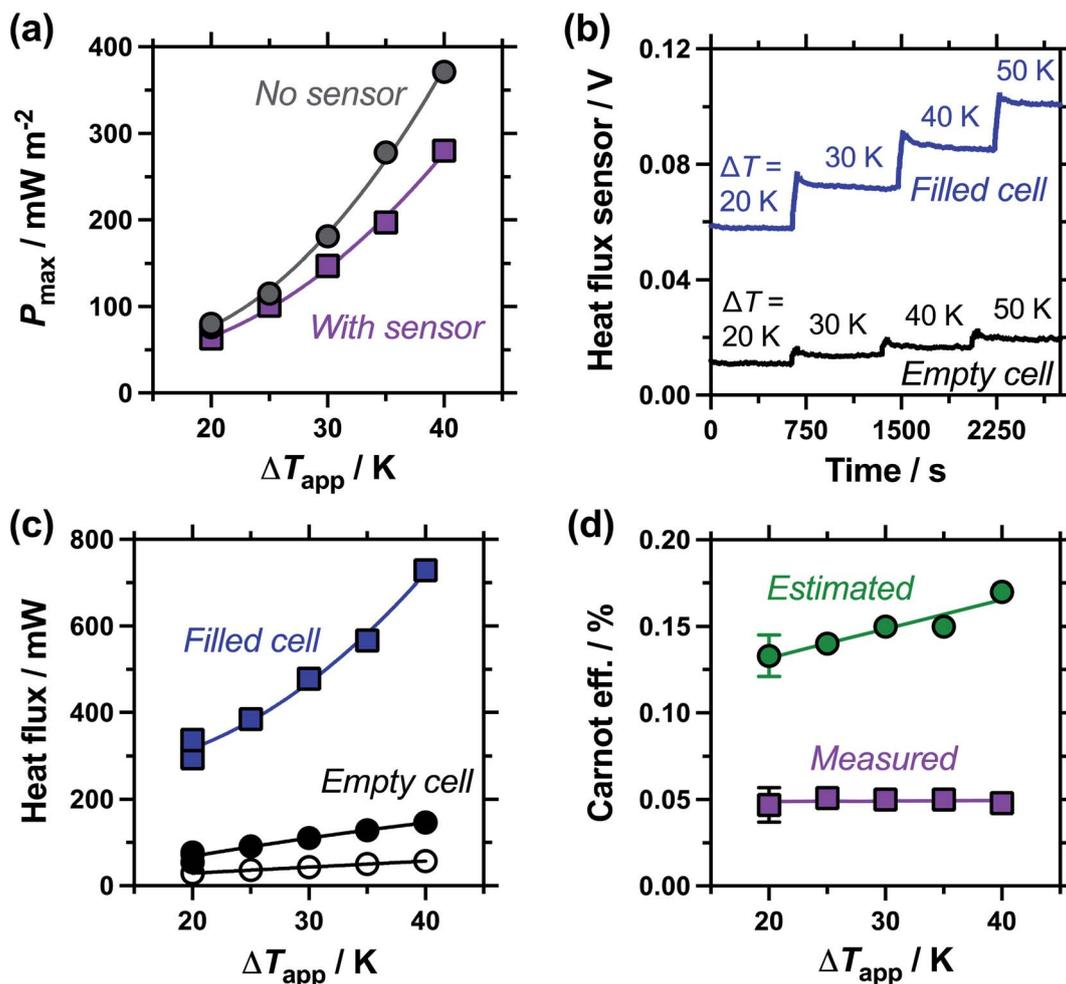 (a)
400
300
200
100
0
P max / mW m-2
No sensor
With sensor
20 30 40
ΔTapp / K
(b)
0.12
0.08
0.04
0.00
Heat flux sensor / V
50 K
40 K
30 K
ΔT =
20 K
Filled cell
ΔT =
20 K
30 K
40 K
50 K
Empty cell
0 750 1500 2250
Time / s
(c)
800
600
400
200
0
Heat flux / mW
Filled cell
Empty cell
20 30 40
ΔTapp / K
(d)
0.20
0.15
0.10
0.05
0.00
Carnot eff. / %
Estimated
Measured
20 30 40
ΔTapp / K